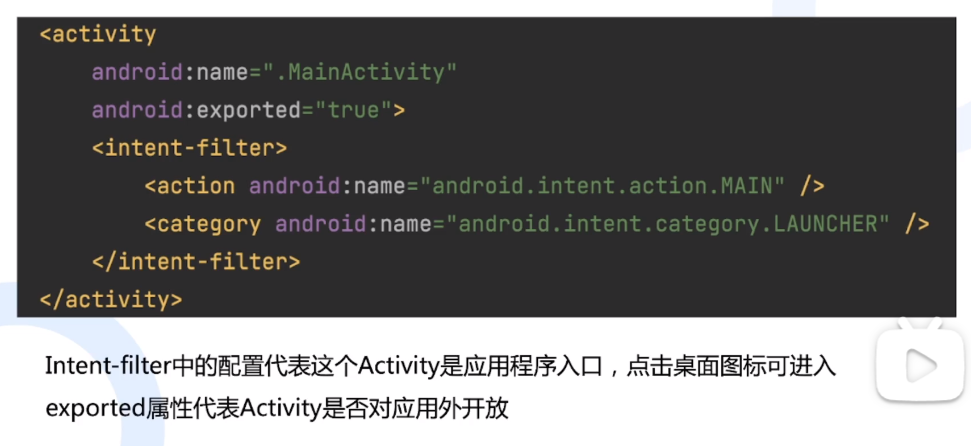 <activity
android:name=".MainActivity"
android:exported="true">
<intent-filter>
<action android:name="android.intent.action.MAIN" />
<category android:name="android.intent.category.LAUNCHER" />
</intent-filter>
</activity>
Intent-filter中的配置代表这个Activity是应用程序入口，点击桌面图标可进入
exported属性代表Activity是否对应用外开放